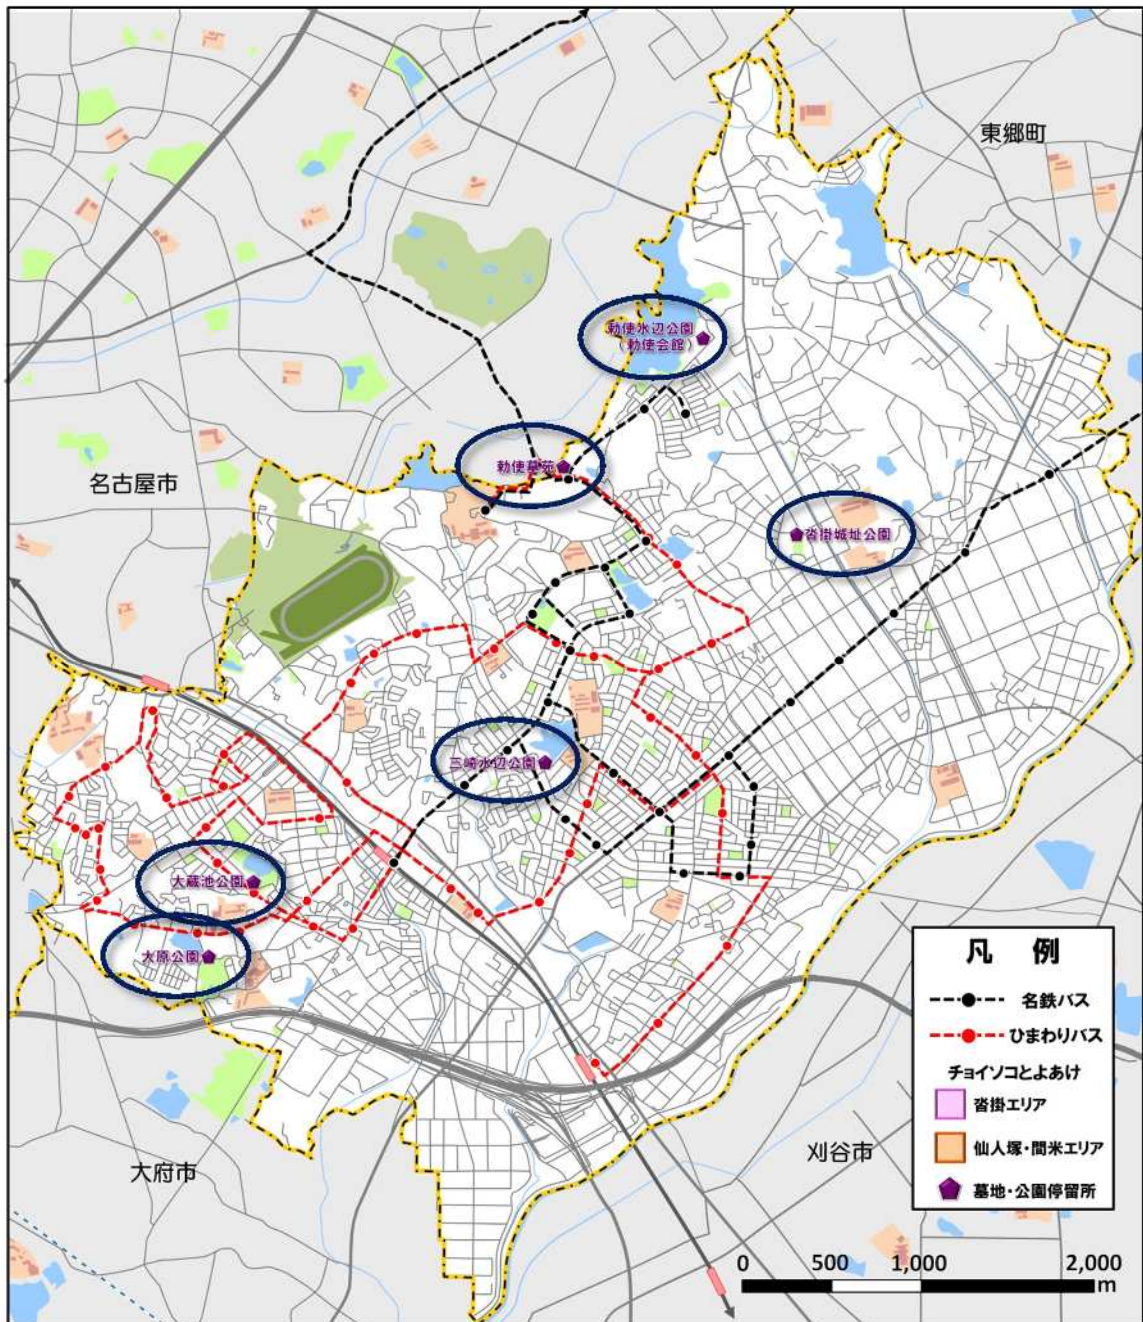 東郷町
勅使水辺公園
(勅使会館)
勅使墓苑
名古屋市
沓掛城址公園
三崎水辺公園
大蔵池公園
大原公園
凡 例
名鉄バス
ひまわりバス
チョイソコとよあけ
沓掛エリア
仙人塚・間米エリア
墓地・公園停留所
大府市
刈谷市
0 500 1,000 2,000
m